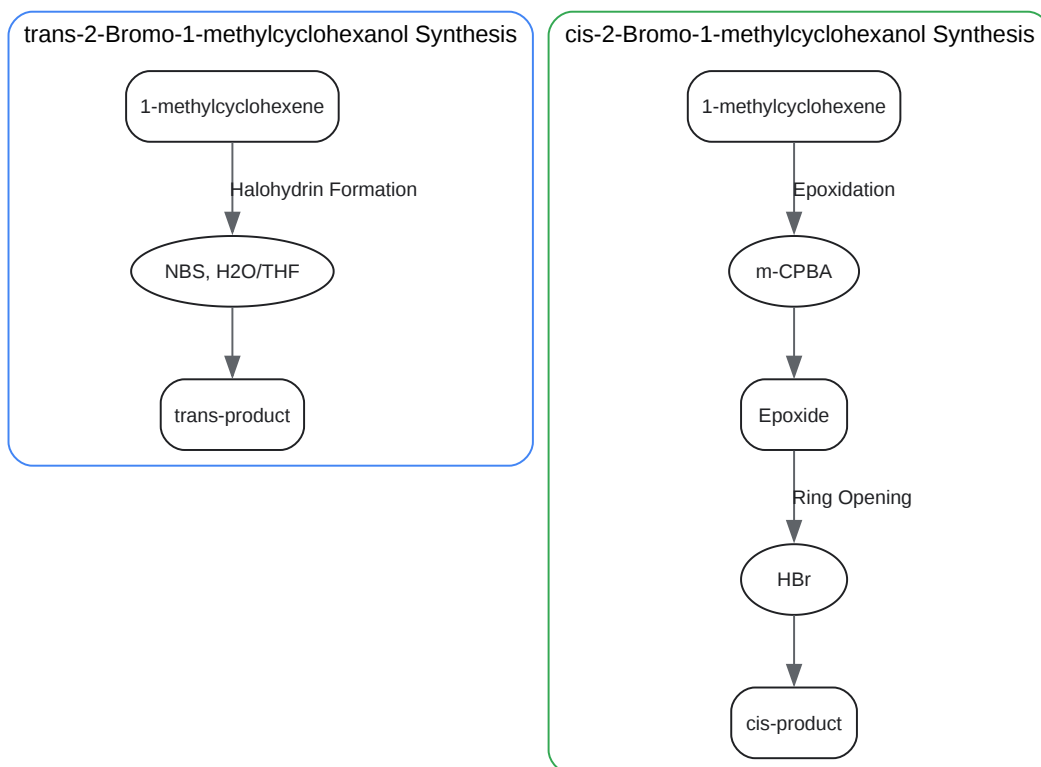 trans-2-Bromo-1-methylcyclohexanol Synthesis
1-methylcyclohexene
Halohydrin Formation
NBS, H2O/THF
trans-product
cis-2-Bromo-1-methylcyclohexanol Synthesis
1-methylcyclohexene
Epoxidation
m-CPBA
Epoxide
Ring Opening
HBr
cis-product